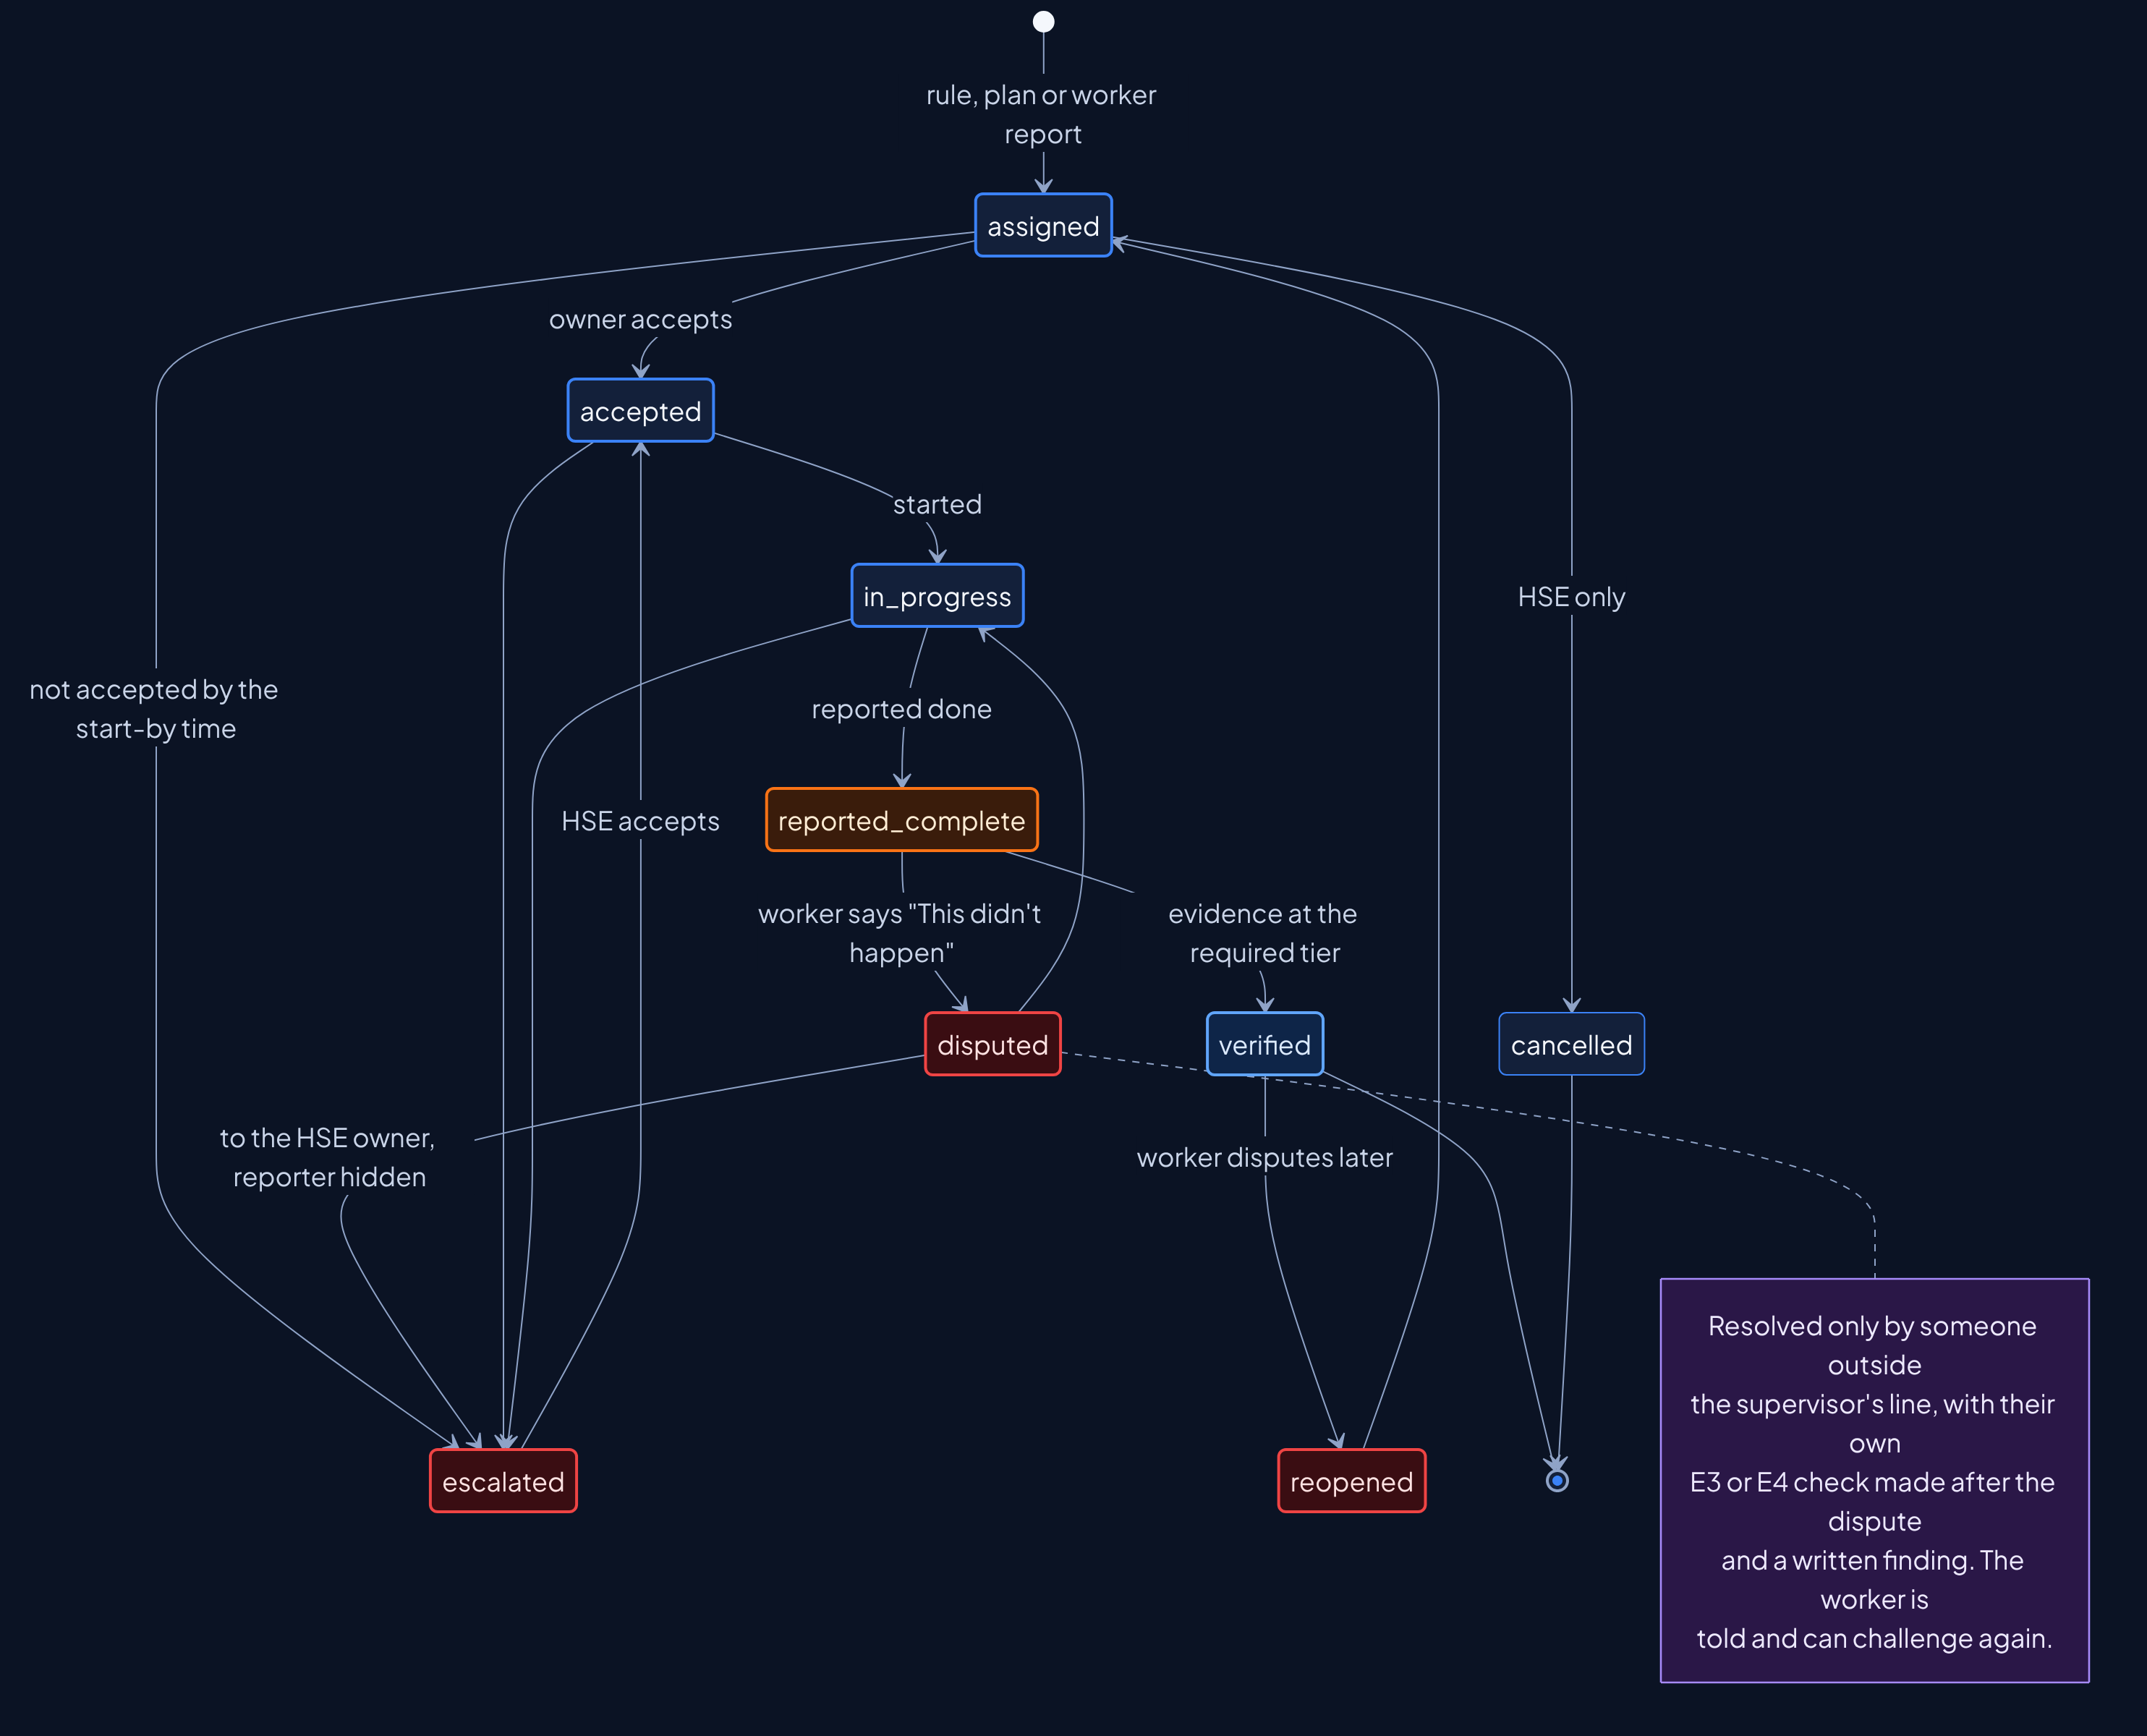 rule, plan or worker
report
assigned
owner accepts
accepted
started
in_progress
HSE only
not accepted by the
start-by time
reported done
HSE accepts
reported_complete
worker says "This didn't
happen"
evidence at the
required tier
disputed
verified
cancelled
to the HSE owner,
reporter hidden
worker disputes later
Resolved only by someone
outside
the supervisor's line, with their
own
E3 or E4 check made after the
dispute
and a written finding. The
worker is
told and can challenge again.
escalated
reopened